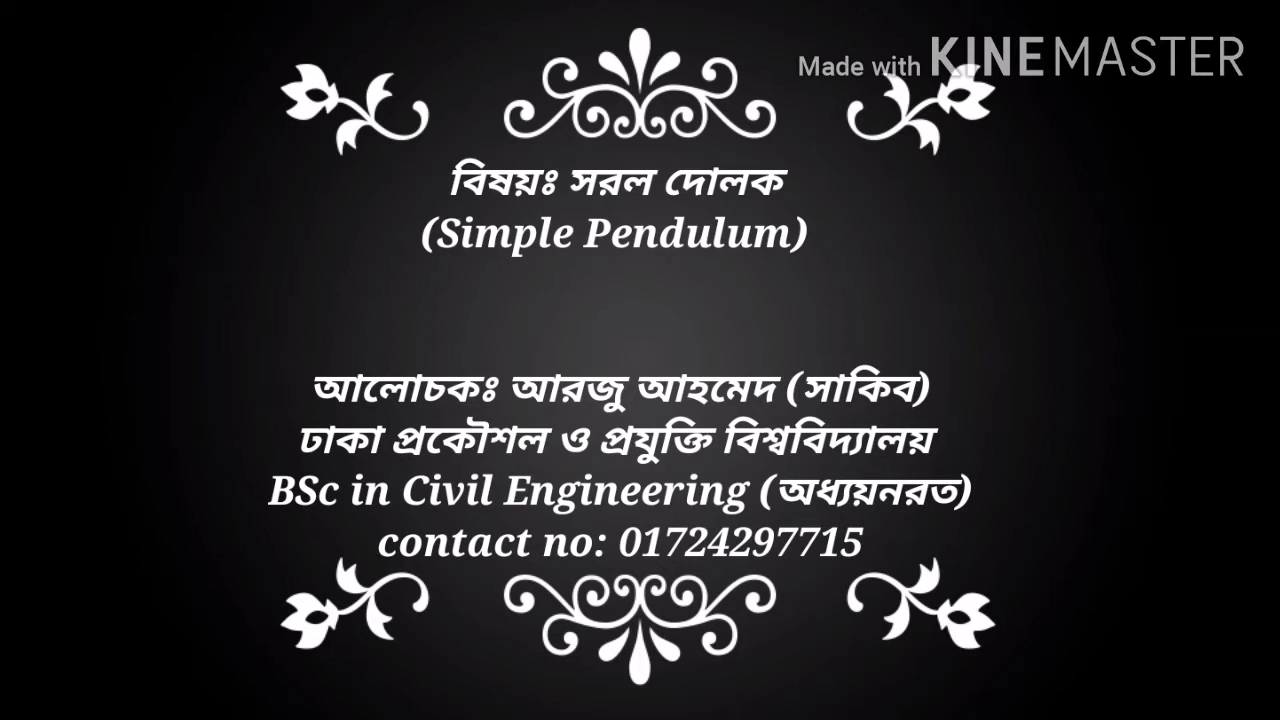 Made with KINEMASTER
বিষয়ঃ সরল দোলক
(Simple Pendulum)
আলোচকঃ আরজু আহমেদ (সাকিব)
ঢাকা প্রকৌশল ও প্রযুক্তি বিশ্ববিদ্যালয়
BSc in Civil Engineering (অধ্যয়নরত)
contact no: 01724297715